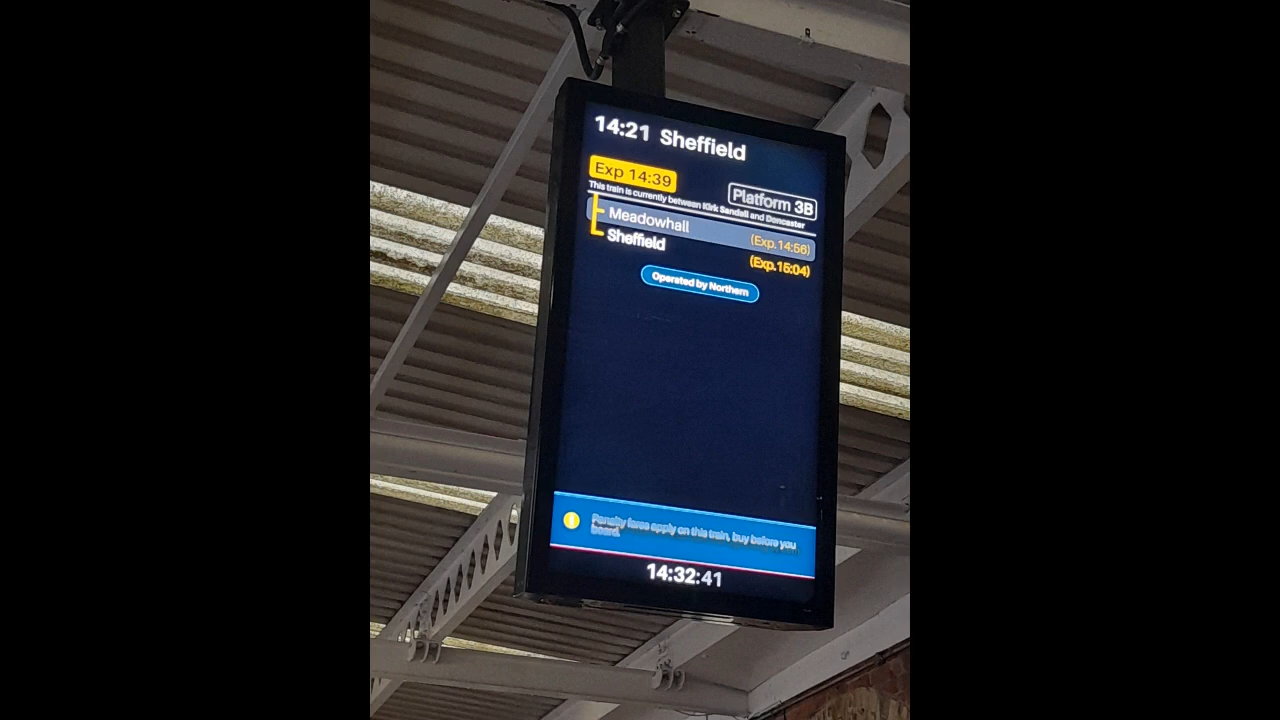 14:21 Sheffield
Exp 14:39
Platform 3B
This train is currently between Kirk Sandall and Doncaster
Meadowhall (Exp.14:56)
Sheffield (Exp.15:04)
Operated by Northern
Penalty fares apply on this train, buy before you
board.
14:32:41